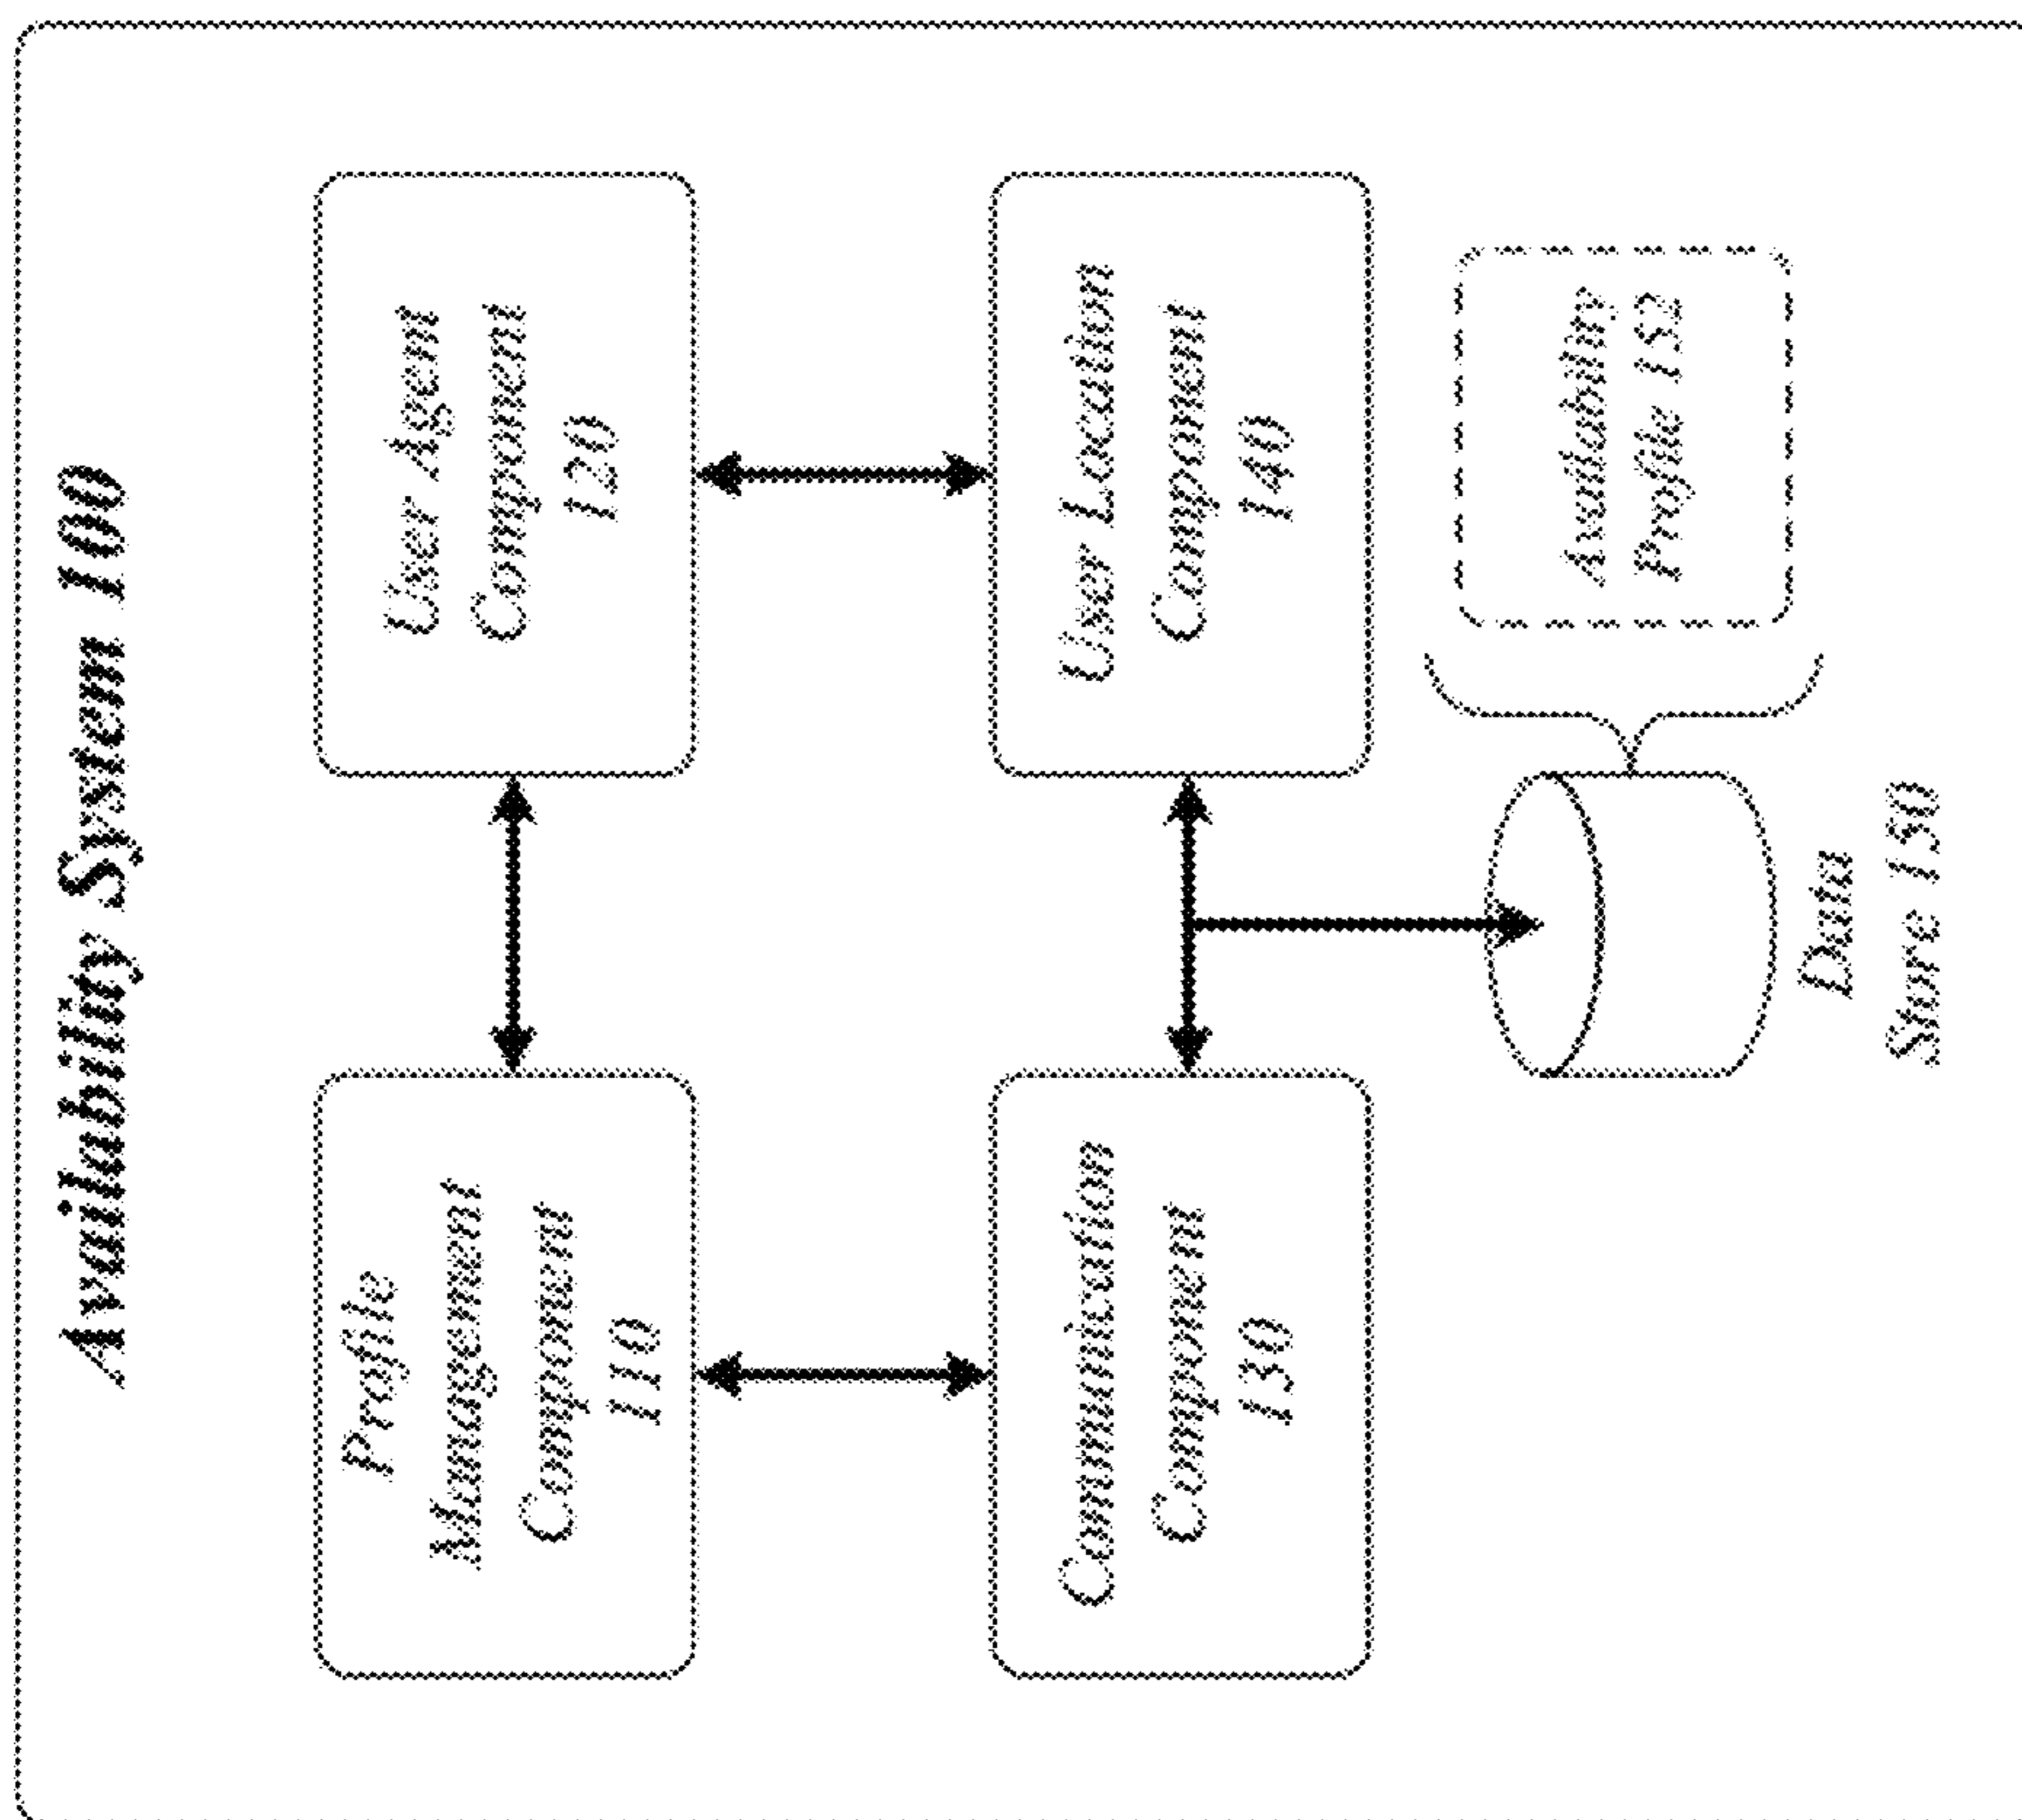 Availability System 100
Profile
Management
Component
110
User Agent
Component
120
Communication
Component
130
User Location
Component
140
Data
Store 150
Availability
Profile 152